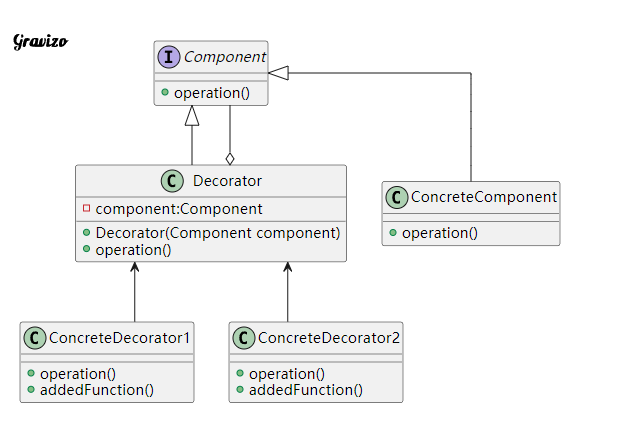 Gravizo
I Component
operation()
C Decorator
component:Component
Decorator(Component component)
operation()
C ConcreteComponent
operation()
C ConcreteDecorator1
operation()
addedFunction()
C ConcreteDecorator2
operation()
addedFunction()